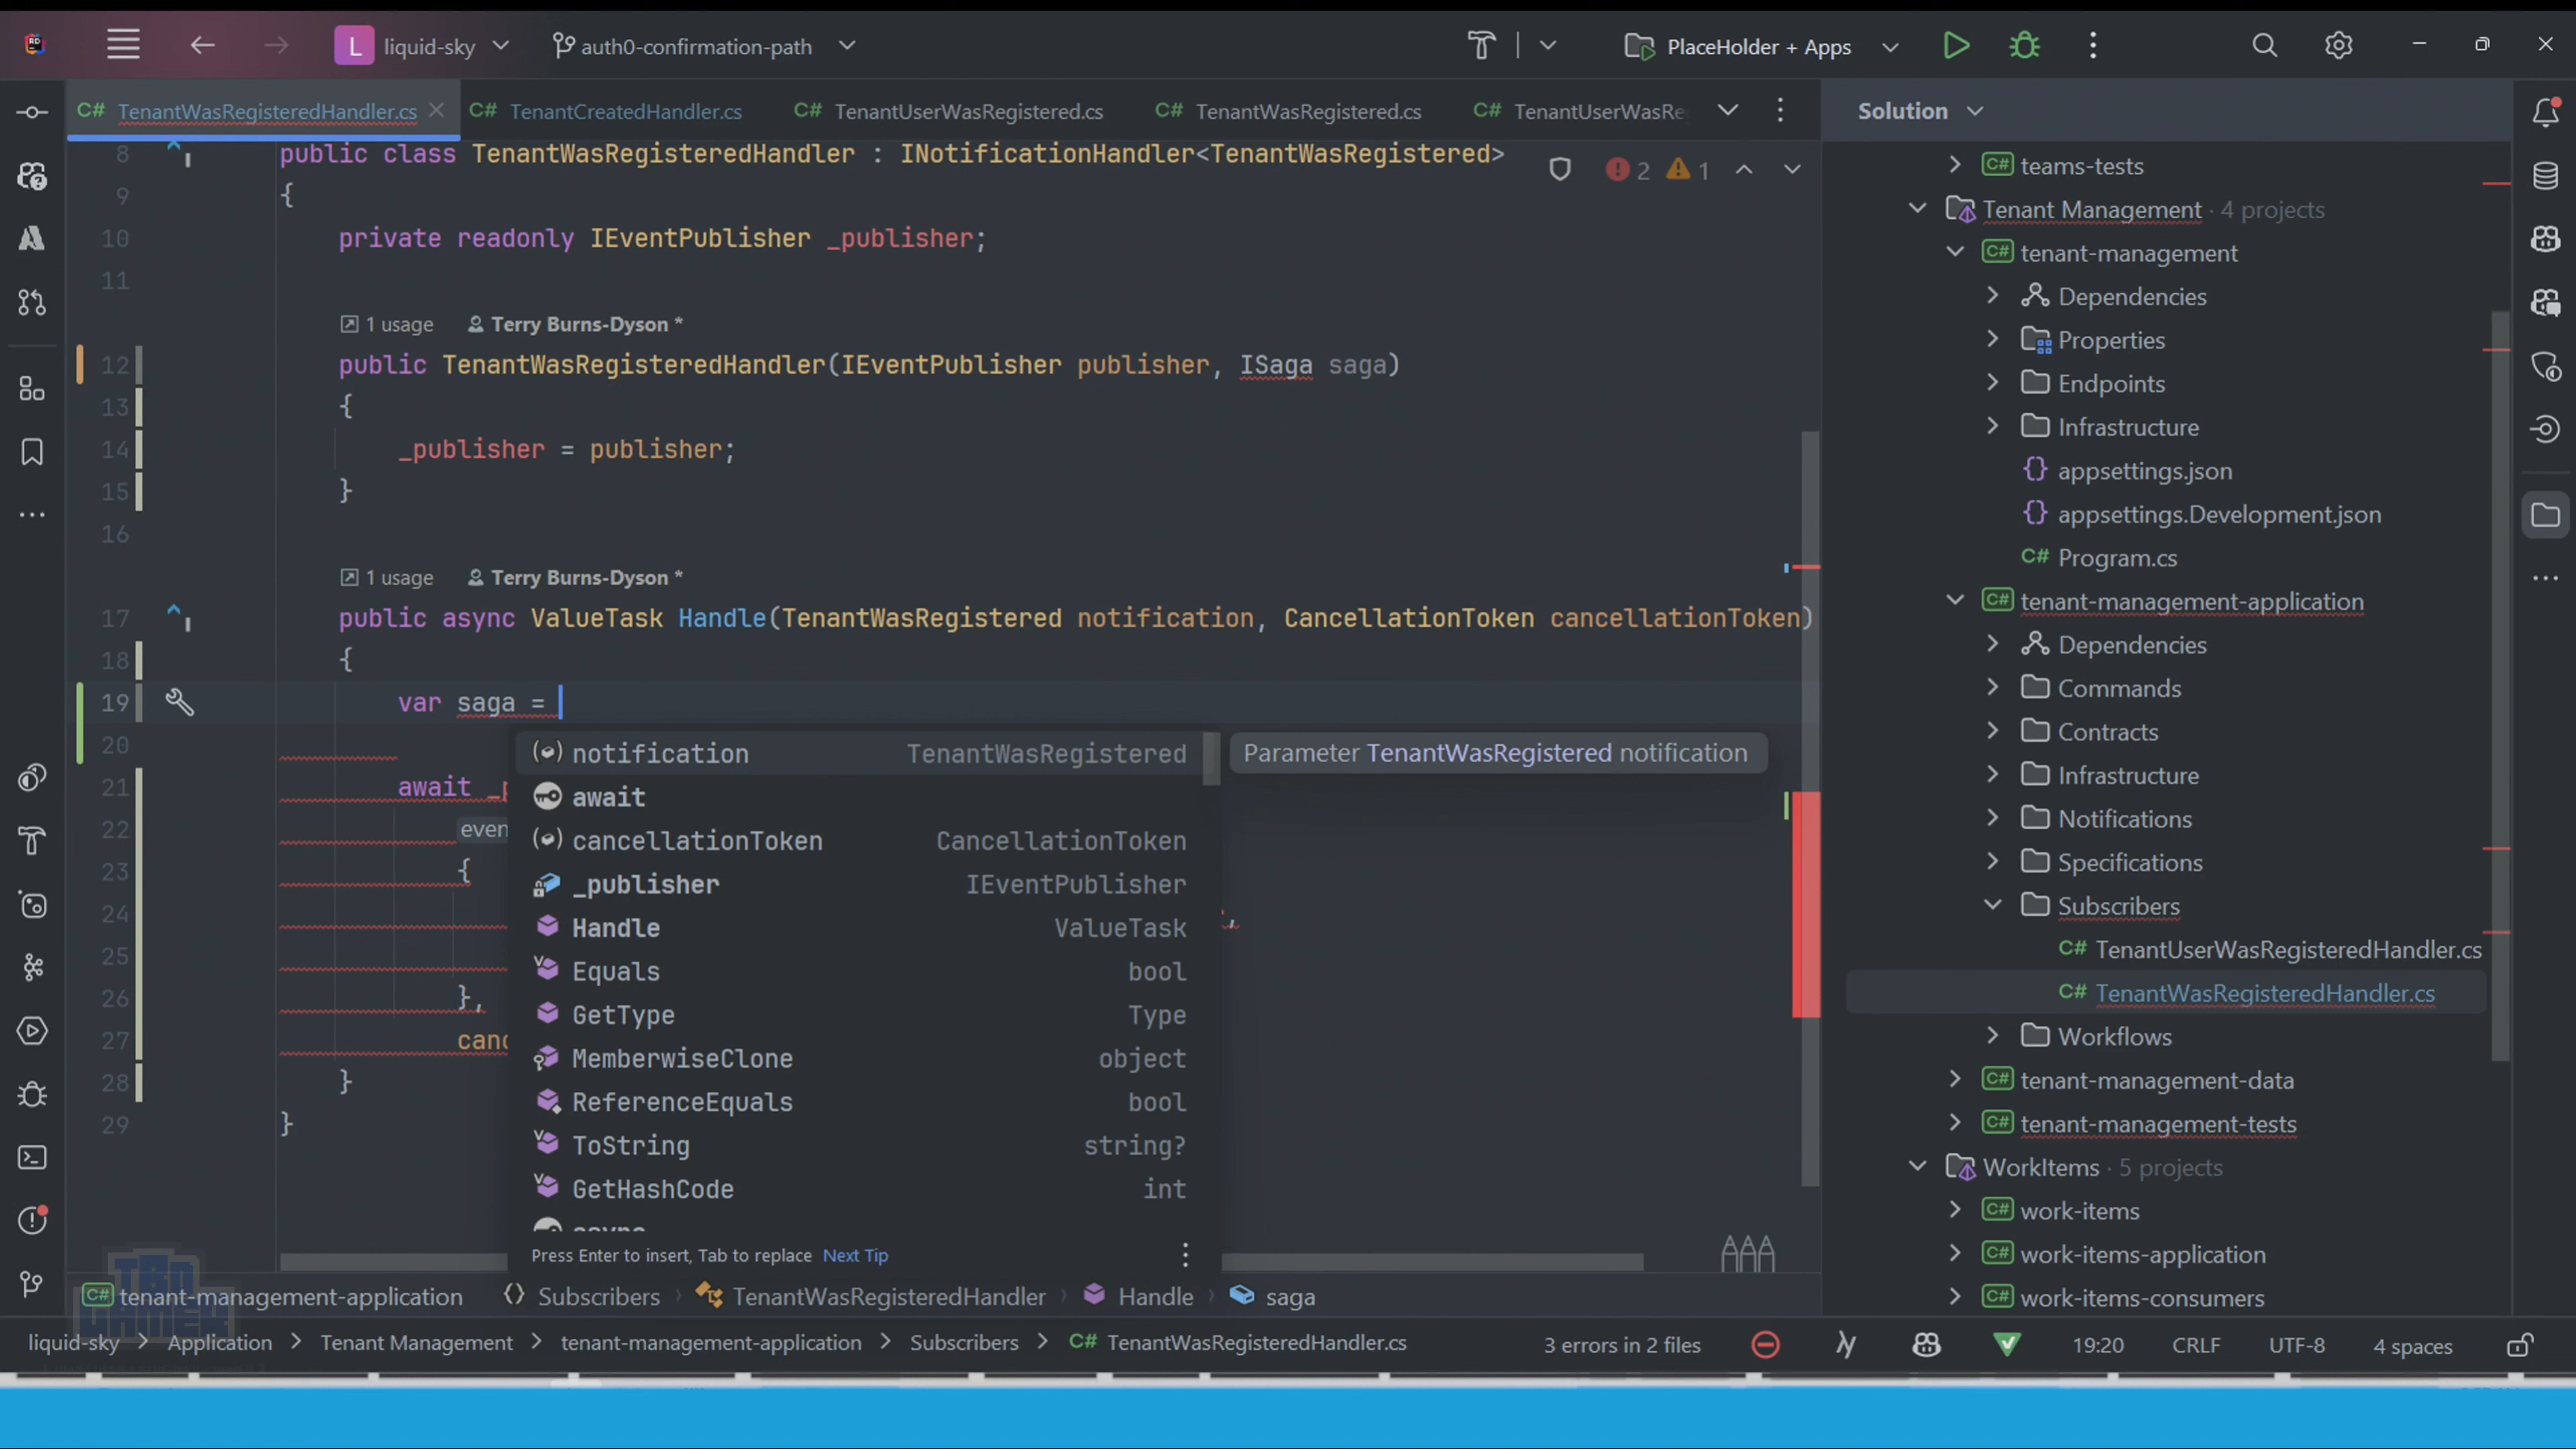 RD
L liquid-sky
auth0-confirmation-path
PlaceHolder + Apps
C# TenantWasRegisteredHandler.cs
C# TenantCreatedHandler.cs
C# TenantUserWasRegistered.cs
C# TenantWasRegistered.cs
C# TenantUserWasRe
Solution
8 public class TenantWasRegisteredHandler : INotificationHandler<TenantWasRegistered>
2 1
9 {
10 private readonly IEventPublisher _publisher;
11
1 usage Terry Burns-Dyson *
12 public TenantWasRegisteredHandler(IEventPublisher publisher, ISaga saga)
13 {
14 _publisher = publisher;
15 }
16
1 usage Terry Burns-Dyson *
17 public async ValueTask Handle(TenantWasRegistered notification, CancellationToken cancellationToken)
18 {
19 var saga =
20
21 await _p
22 even
23 {
24 ,
25
26 },
27 canc
28 }
29 }
notification TenantWasRegistered
Parameter TenantWasRegistered notification
await
cancellationToken CancellationToken
_publisher IEventPublisher
Handle ValueTask
Equals bool
GetType Type
MemberwiseClone object
ReferenceEquals bool
ToString string?
GetHashCode int
async
Press Enter to insert, Tab to replace Next Tip
C# teams-tests
Tenant Management · 4 projects
C# tenant-management
Dependencies
Properties
Endpoints
Infrastructure
{} appsettings.json
{} appsettings.Development.json
C# Program.cs
C# tenant-management-application
Dependencies
Commands
Contracts
Infrastructure
Notifications
Specifications
Subscribers
C# TenantUserWasRegisteredHandler.cs
C# TenantWasRegisteredHandler.cs
Workflows
C# tenant-management-data
C# tenant-management-tests
WorkItems · 5 projects
C# work-items
C# work-items-application
C# work-items-consumers
C# tenant-management-application
Subscribers
TenantWasRegisteredHandler
Handle
saga
liquid-sky > Application > Tenant Management > tenant-management-application > Subscribers > C# TenantWasRegisteredHandler.cs
3 errors in 2 files
19:20 CRLF UTF-8 4 spaces